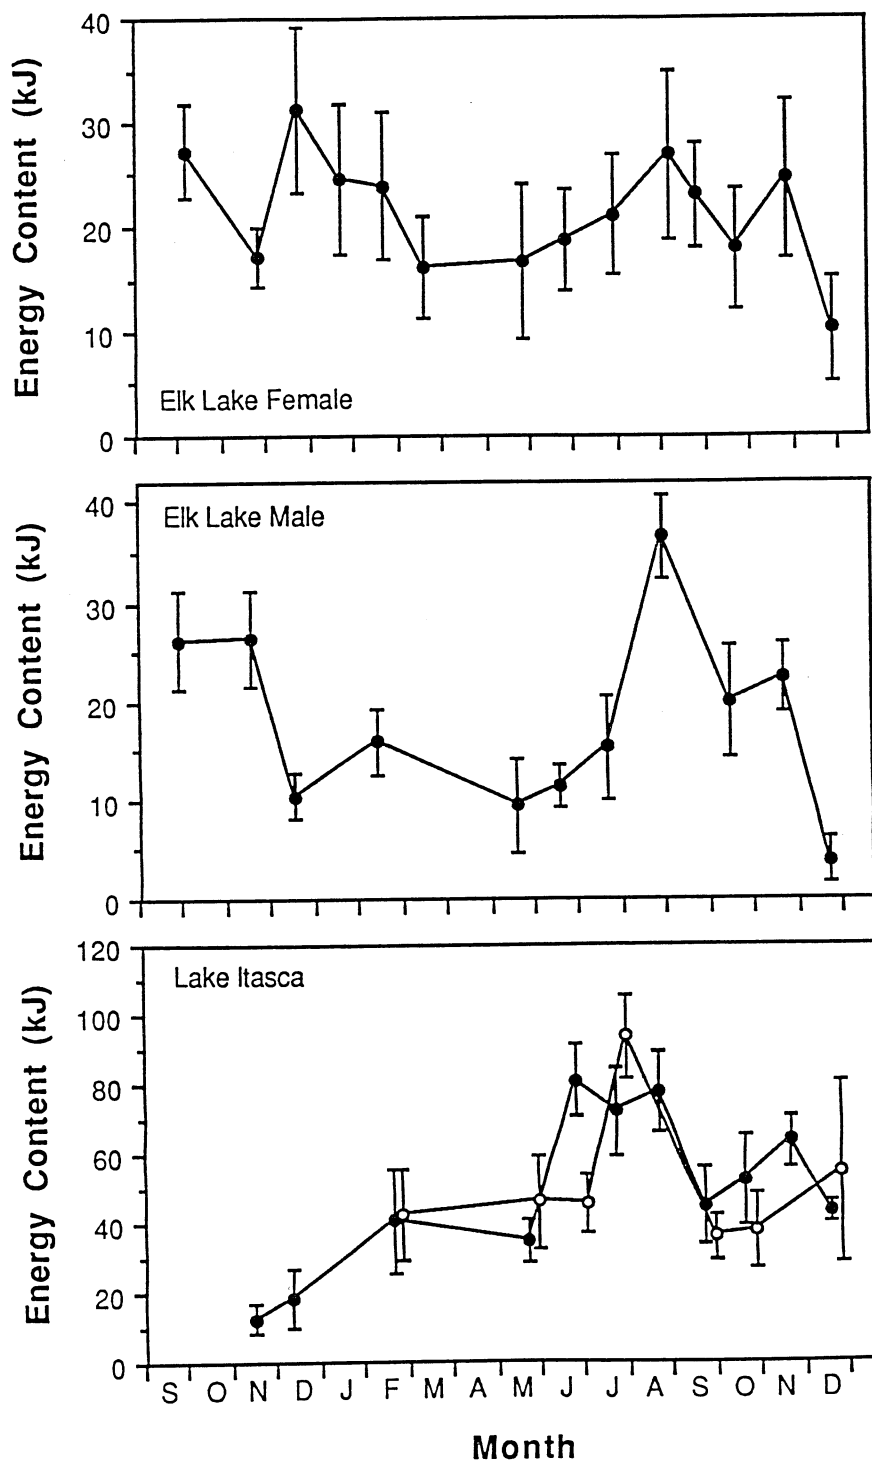 Energy Content (kJ)
40
30
20
10
0
Elk Lake Female
Energy Content (kJ)
40
30
20
10
0
Elk Lake Male
Energy Content (kJ)
120
100
80
60
40
20
0
Lake Itasca
S O N D J F M A M J J A S O N D
Month